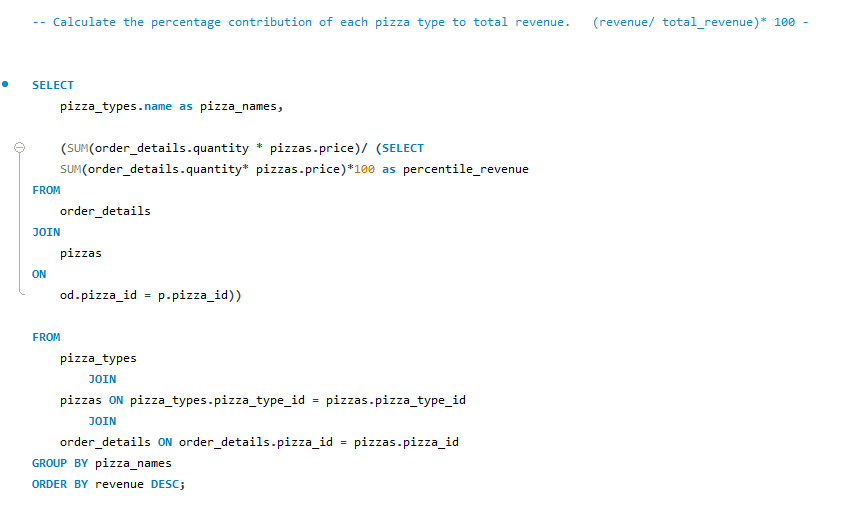 -- Calculate the percentage contribution of each pizza type to total revenue.   (revenue/ total_revenue)* 100 -
SELECT
pizza_types.name as pizza_names,
(SUM(order_details.quantity * pizzas.price)/ (SELECT
SUM(order_details.quantity* pizzas.price)*100 as percentile_revenue
FROM
order_details
JOIN
pizzas
ON
od.pizza_id = p.pizza_id))
FROM
pizza_types
JOIN
pizzas ON pizza_types.pizza_type_id = pizzas.pizza_type_id
JOIN
order_details ON order_details.pizza_id = pizzas.pizza_id
GROUP BY pizza_names
ORDER BY revenue DESC;